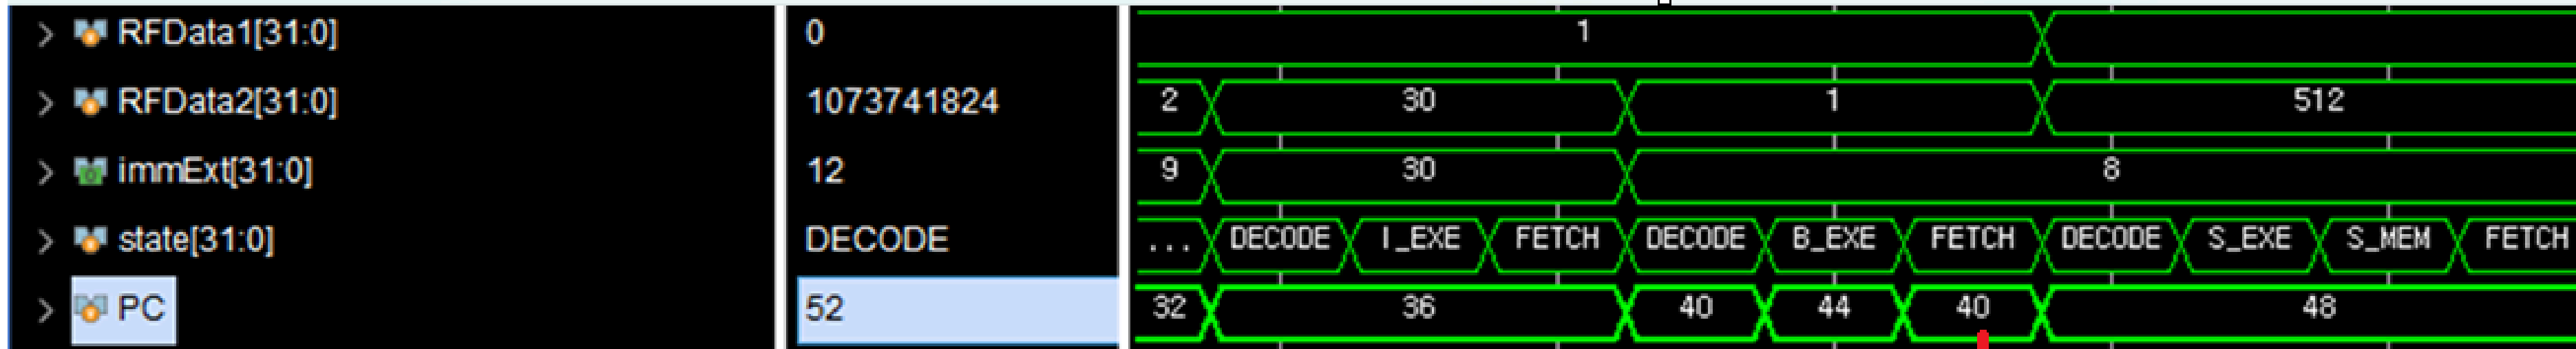 RFData1[31:0] 0 1
RFData2[31:0] 1073741824 2 30 1 512
immExt[31:0] 12 9 30 8
state[31:0] DECODE ... DECODE I_EXE FETCH DECODE B_EXE FETCH DECODE S_EXE S_MEM FETCH
PC 52 32 36 40 44 40 48